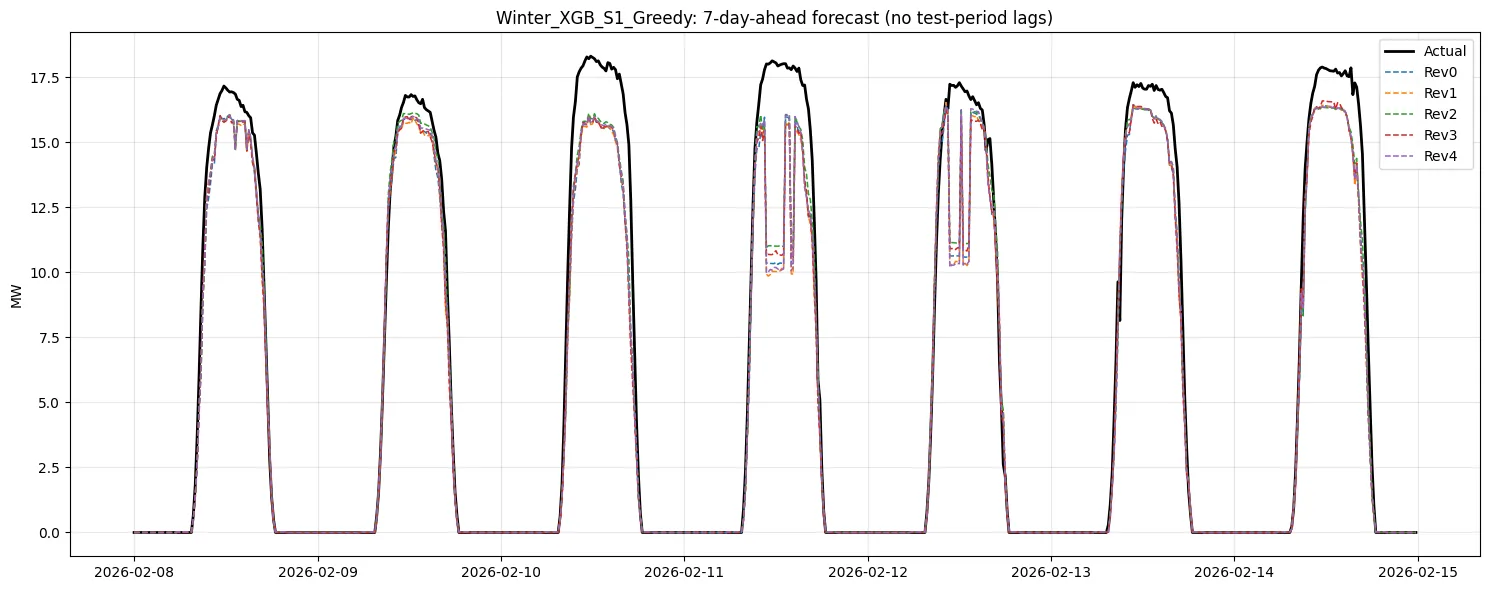 Winter_XGB_S1_Greedy: 7-day-ahead forecast (no test-period lags)
Actual
Rev0
Rev1
Rev2
Rev3
Rev4
MW
17.5
15.0
12.5
10.0
7.5
5.0
2.5
0.0
2026-02-08
2026-02-09
2026-02-10
2026-02-11
2026-02-12
2026-02-13
2026-02-14
2026-02-15